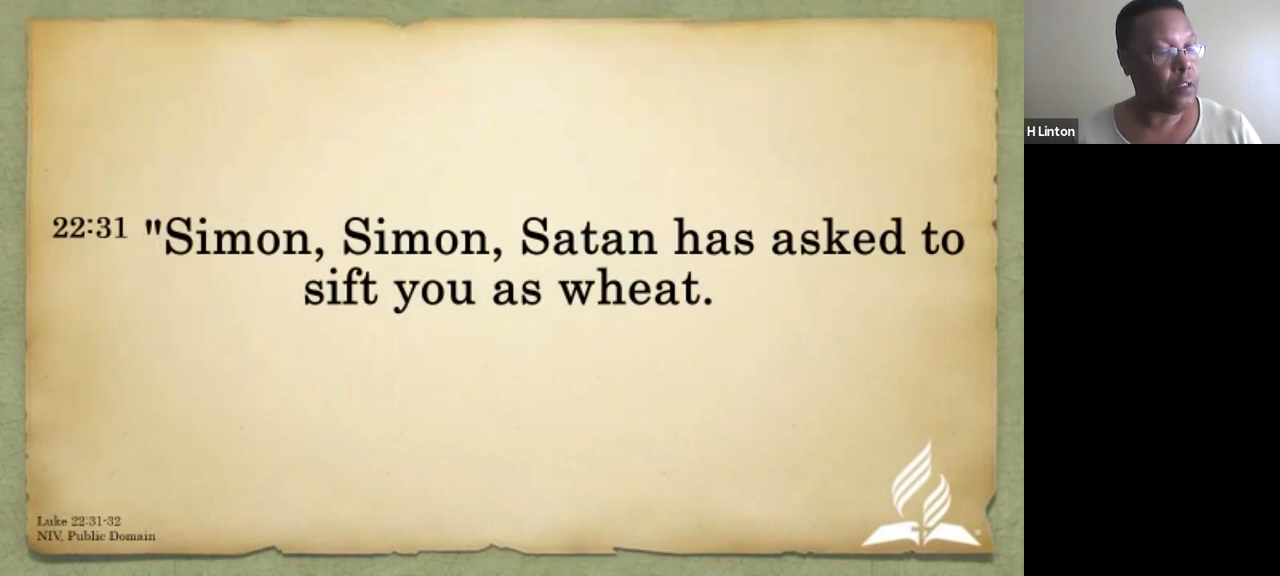 22:31 "Simon, Simon, Satan has asked to
sift you as wheat.
Luke 22:31-32
NIV, Public Domain
H Linton